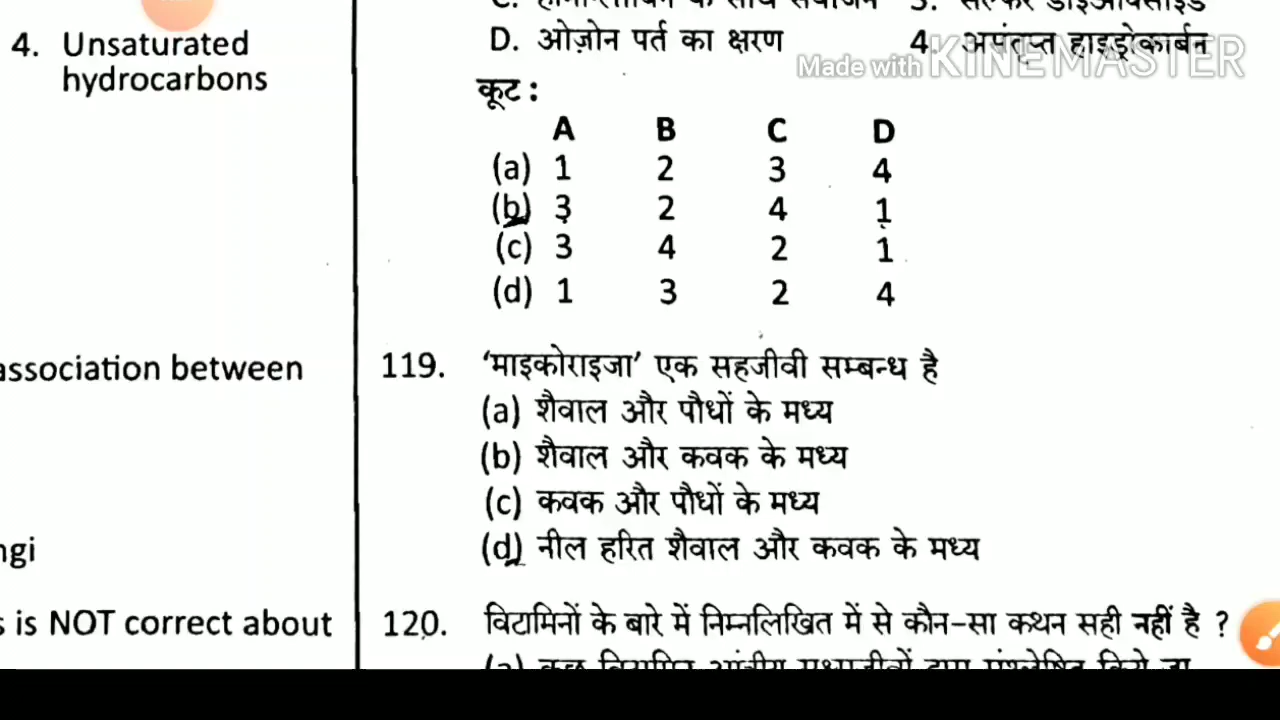 4. Unsaturated
hydrocarbons
association between
is NOT correct about
D. ओज़ोन पर्त का क्षरण 4. असंतृप्त हाइड्रोकार्बन
Made with KINEMASTER
कूट :
A B C D
(a) 1 2 3 4
(b) 3 2 4 1
(c) 3 4 2 1
(d) 1 3 2 4
119. ‘माइकोराइजा’ एक सहजीवी सम्बन्ध है
(a) शैवाल और पौधों के मध्य
(b) शैवाल और कवक के मध्य
(c) कवक और पौधों के मध्य
(d) नील हरित शैवाल और कवक के मध्य
120. विटामिनों के बारे में निम्नलिखित में से कौन-सा कथन सही नहीं है ?